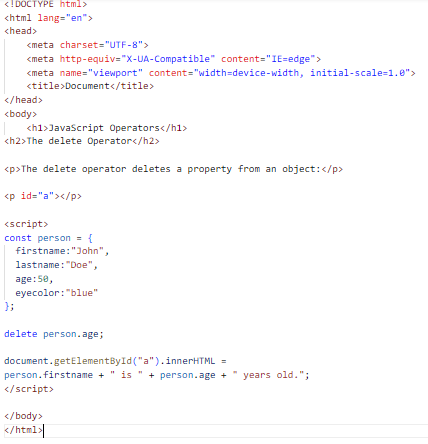 <!DOCTYPE html>
<html lang="en">
<head>
    <meta charset="UTF-8">
    <meta http-equiv="X-UA-Compatible" content="IE=edge">
    <meta name="viewport" content="width=device-width, initial-scale=1.0">
    <title>Document</title>
</head>
<body>
    <h1>JavaScript Operators</h1>
<h2>The delete Operator</h2>

<p>The delete operator deletes a property from an object:</p>

<p id="a"></p>

<script>
const person = {
  firstname:"John",
  lastname:"Doe",
  age:50,
  eyecolor:"blue"
};

delete person.age;

document.getElementById("a").innerHTML =
person.firstname + " is " + person.age + " years old.";
</script>

</body>
</html>